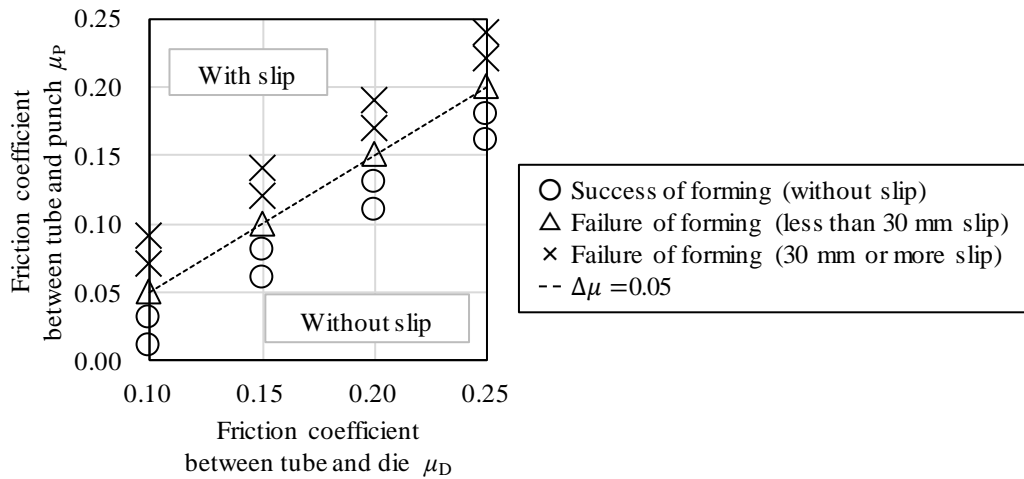 0.25
0.20
0.15
0.10
0.05
0.00
Friction coefficient
between tube and punch μP
With slip
Without slip
0.10 0.15 0.20 0.25
Friction coefficient
between tube and die μD
Success of forming (without slip)
Failure of forming (less than 30 mm slip)
Failure of forming (30 mm or more slip)
Δμ =0.05